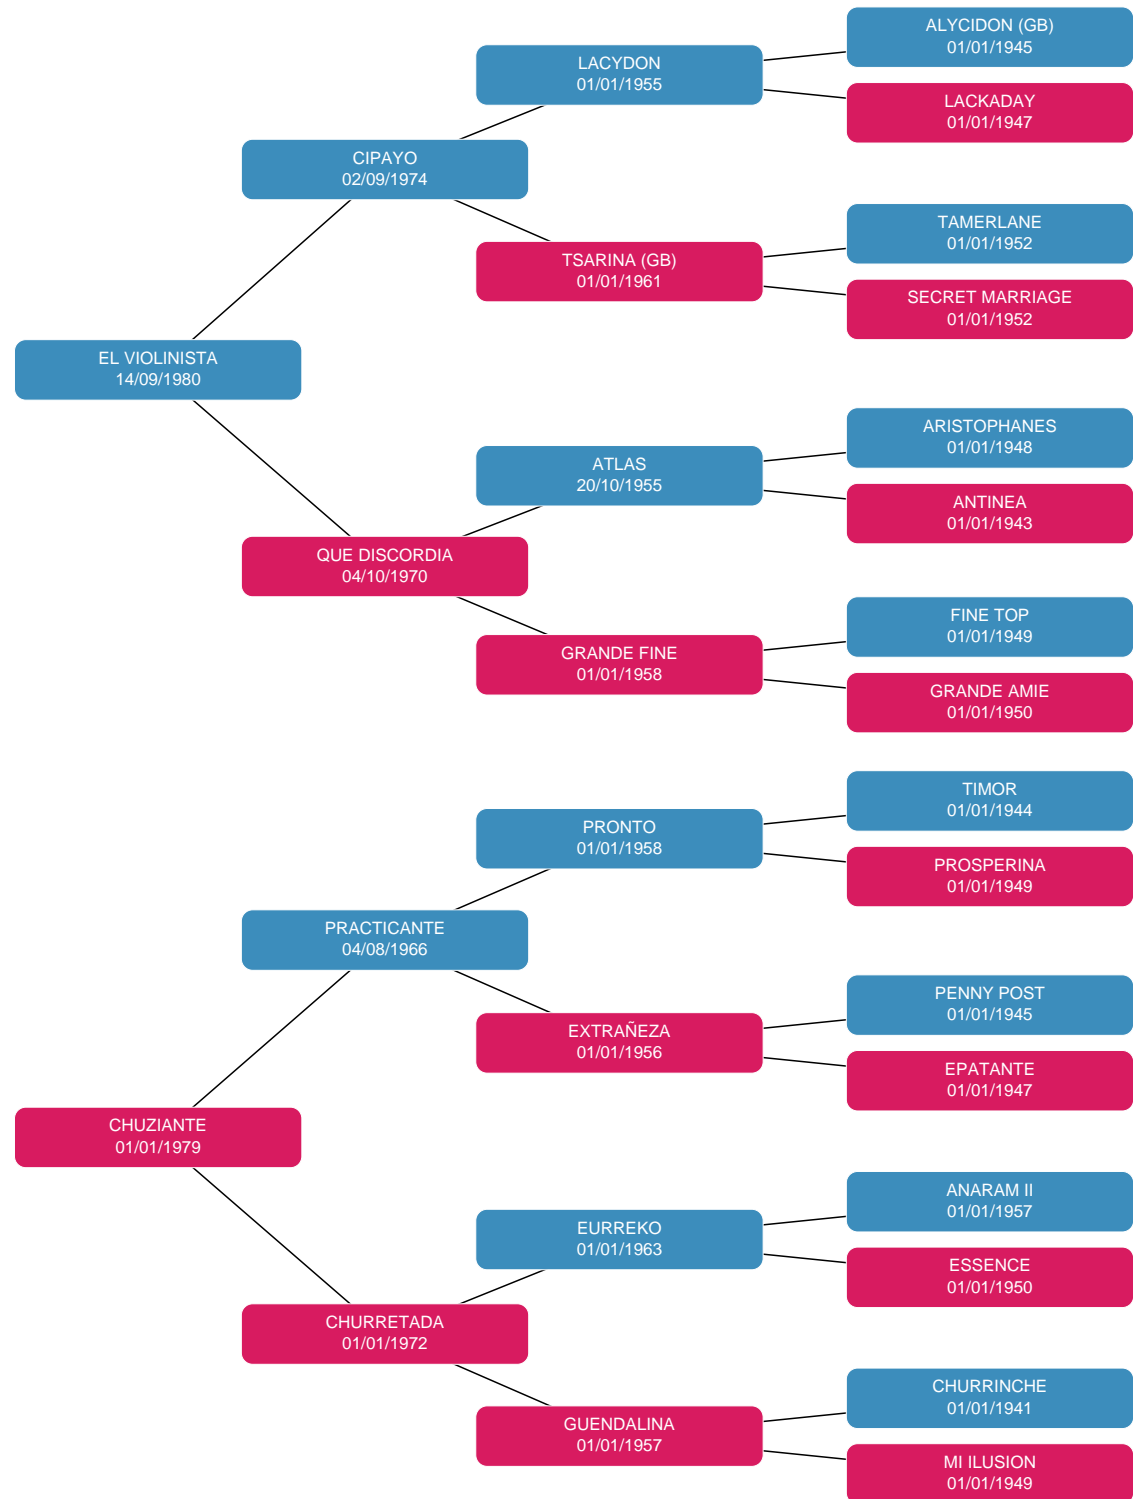 ALYCIDON (GB)
01/01/1945
LACYDON
01/01/1955
LACKADAY
01/01/1947
CIPAYO
02/09/1974
TAMERLANE
01/01/1952
TSARINA (GB)
01/01/1961
SECRET MARRIAGE
01/01/1952
EL VIOLINISTA
14/09/1980
ARISTOPHANES
01/01/1948
ATLAS
20/10/1955
ANTINEA
01/01/1943
QUE DISCORDIA
04/10/1970
FINE TOP
01/01/1949
GRANDE FINE
01/01/1958
GRANDE AMIE
01/01/1950
TIMOR
01/01/1944
PRONTO
01/01/1958
PROSPERINA
01/01/1949
PRACTICANTE
04/08/1966
PENNY POST
01/01/1945
EXTRAÑEZA
01/01/1956
EPATANTE
01/01/1947
CHUZIANTE
01/01/1979
ANARAM II
01/01/1957
EURREKO
01/01/1963
ESSENCE
01/01/1950
CHURRETADA
01/01/1972
CHURRINCHE
01/01/1941
GUENDALINA
01/01/1957
MI ILUSION
01/01/1949